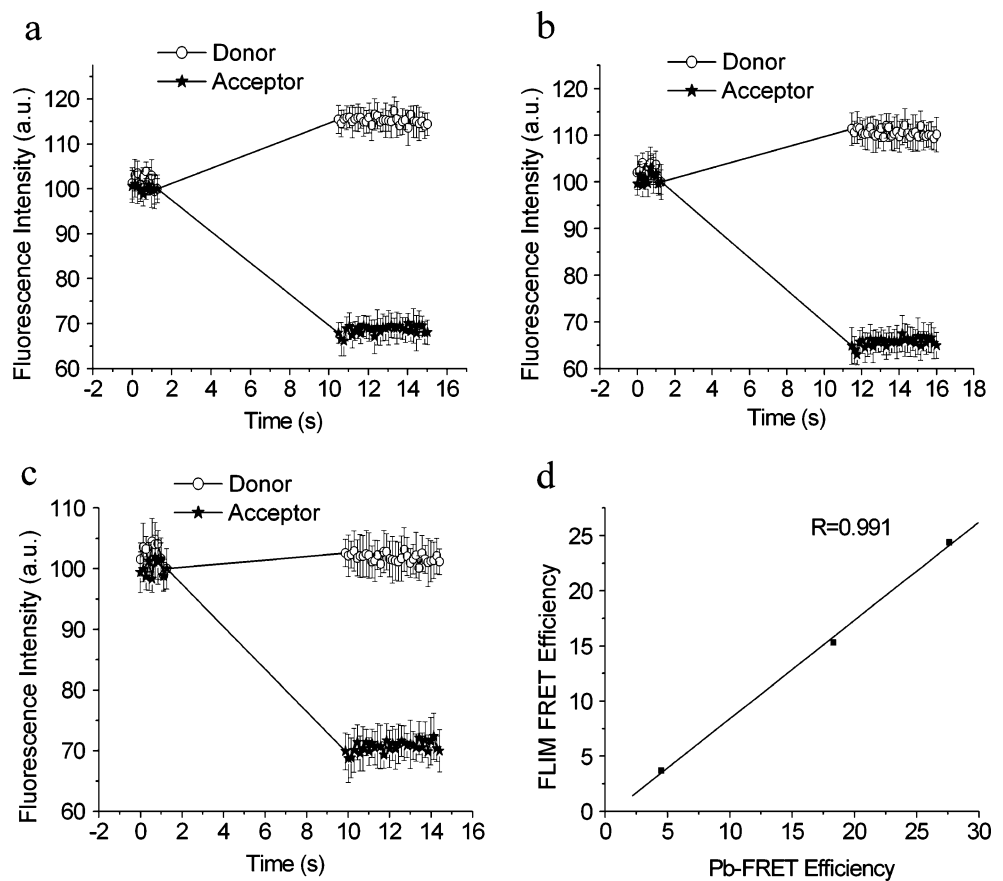 a
Donor
Acceptor
Fluorescence Intensity (a.u.)
120
110
100
90
80
70
60
-2 0 2 4 6 8 10 12 14 16
Time (s)
b
Donor
Acceptor
Fluorescence Intensity (a.u.)
120
110
100
90
80
70
60
-2 0 2 4 6 8 10 12 14 16 18
Time (s)
c
Donor
Acceptor
Fluorescence Intensity (a.u.)
110
100
90
80
70
60
-2 0 2 4 6 8 10 12 14 16
Time (s)
d
R=0.991
FLIM FRET Efficiency
25
20
15
10
5
0
0 5 10 15 20 25 30
Pb-FRET Efficiency